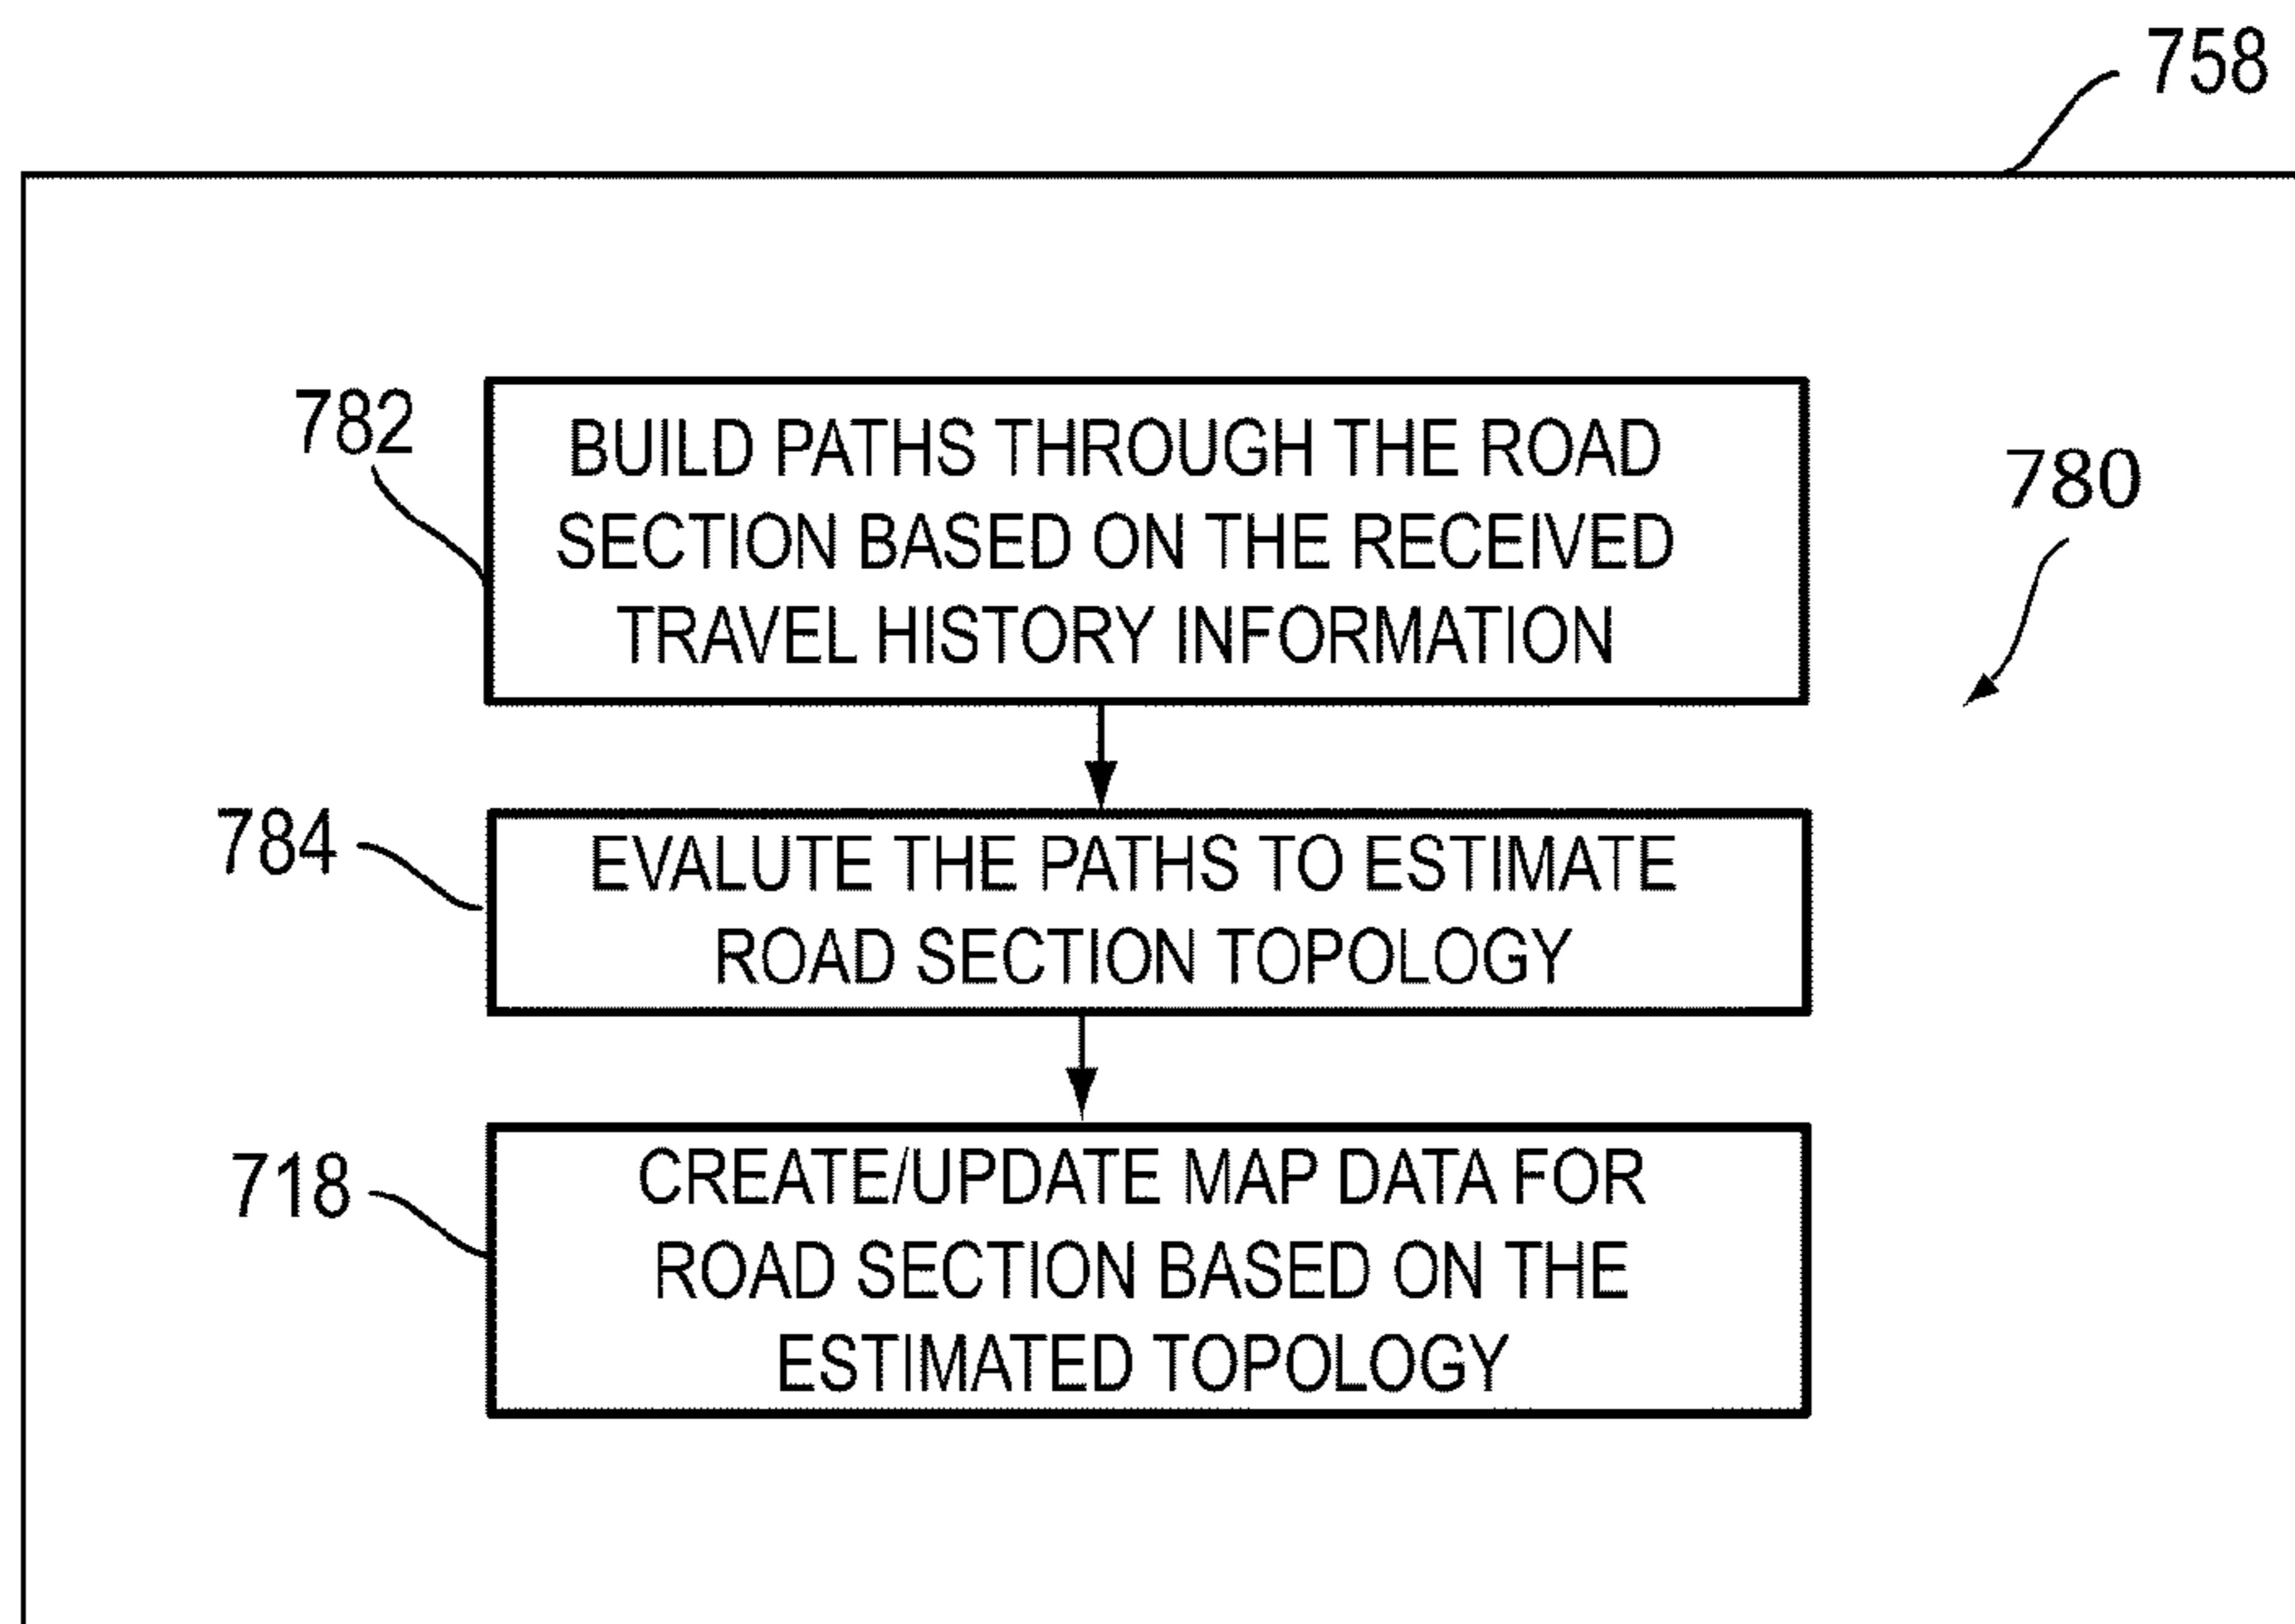 758
782
BUILD PATHS THROUGH THE ROAD
SECTION BASED ON THE RECEIVED
TRAVEL HISTORY INFORMATION
780
784
EVALUTE THE PATHS TO ESTIMATE
ROAD SECTION TOPOLOGY
718
CREATE/UPDATE MAP DATA FOR
ROAD SECTION BASED ON THE
ESTIMATED TOPOLOGY